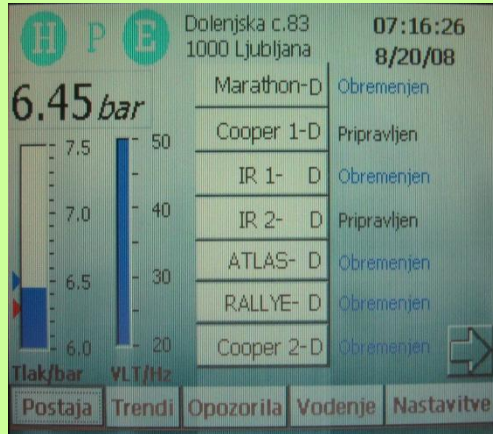 H P E
Dolenjska c.83
1000 Ljubljana
07:16:26
8/20/08
6.45 bar
7.5
7.0
6.5
6.0
Tlak/bar
50
40
30
20
VLT/Hz
Marathon-D Obremenjen
Cooper 1-D Pripravljen
IR 1- D Obremenjen
IR 2- D Pripravljen
ATLAS- D Obremenjen
RALLYE- D Obremenjen
Cooper 2-D Obremenjen
Postaja Trendi Opozorila Vodenje Nastavitve